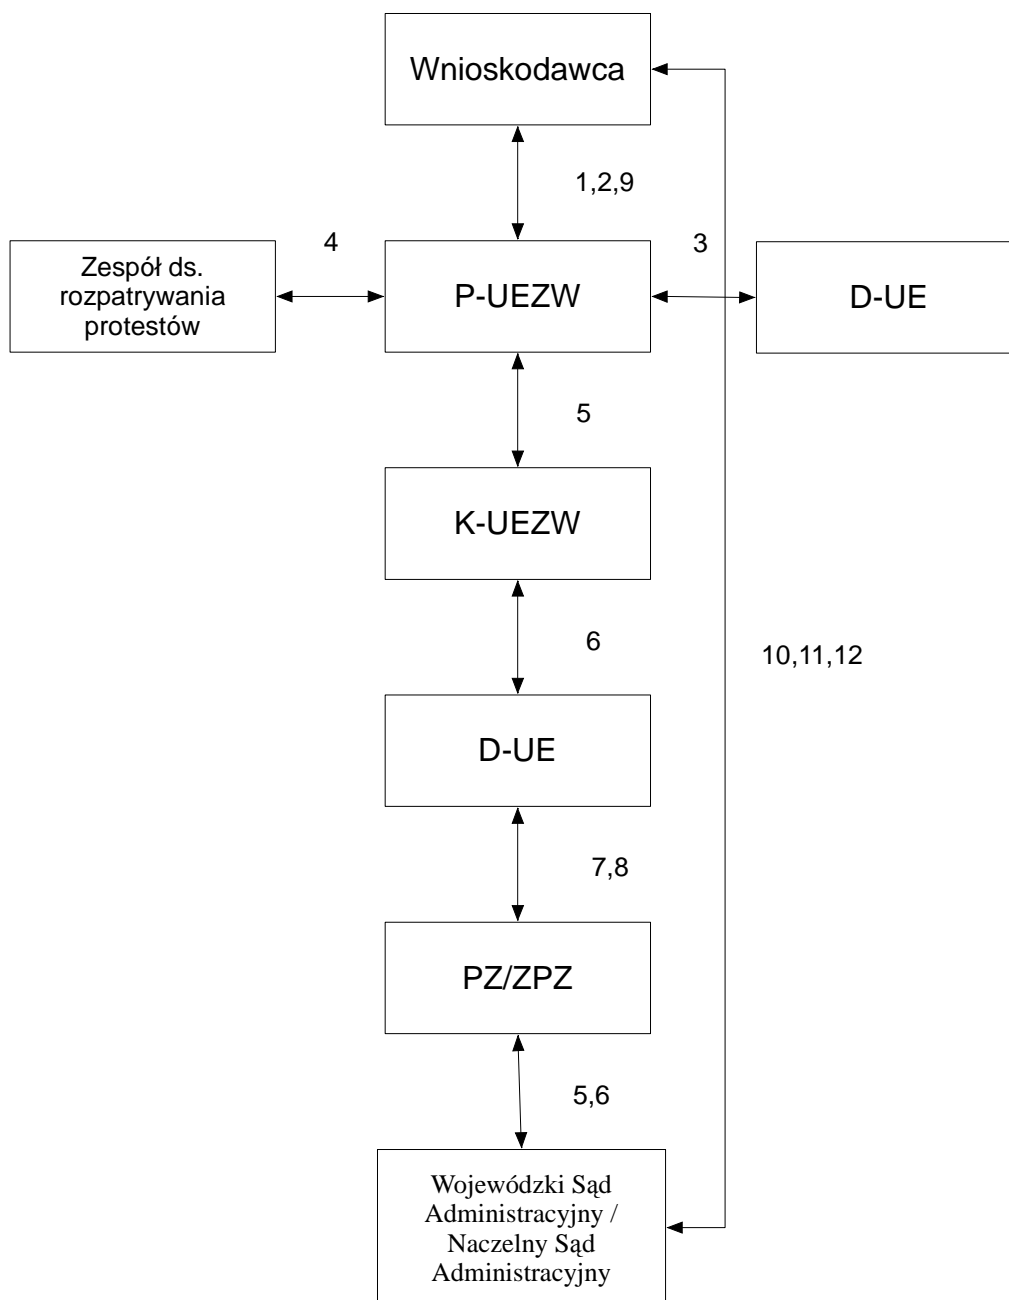 Wnioskodawca
1,2,9
4
3
Zespół ds.
rozpatrywania
protestów
P-UEZW
D-UE
5
K-UEZW
6
10,11,12
D-UE
7,8
PZ/ZPZ
5,6
Wojewódzki Sąd
Administracyjny /
Naczelny Sąd
Administracyjny